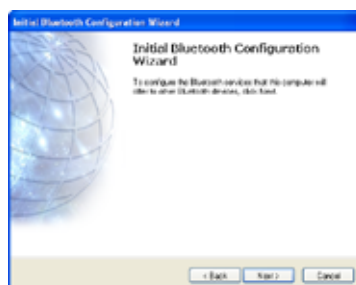 Initial Bluetooth Configuration Wizard
Initial Bluetooth Configuration
Wizard
To configure the Bluetooth services that this computer will
offer to other Bluetooth devices, click Next.
< Back
Next >
Cancel